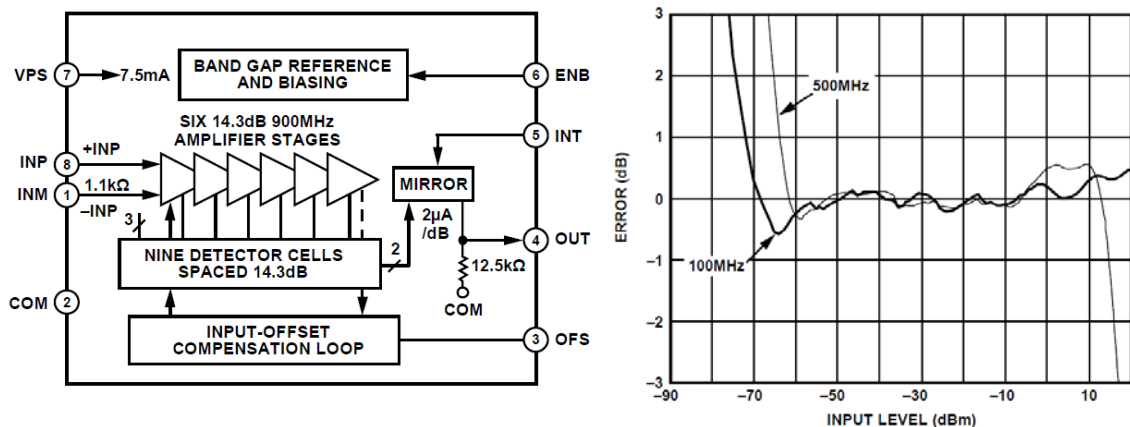 VPS
7
7.5mA
BAND GAP REFERENCE
AND BIASING
6
ENB
SIX 14.3dB 900MHz
AMPLIFIER STAGES
5
INT
INP
8
+INP
INM
1
1.1kΩ
–INP
MIRROR
2µA
/dB
3
NINE DETECTOR CELLS
SPACED 14.3dB
2
4
OUT
12.5kΩ
COM
COM
2
INPUT-OFFSET
COMPENSATION LOOP
3
OFS
ERROR (dB)
3
2
1
0
–1
–2
–3
500MHz
100MHz
–90
–70
–50
–30
–10
10
INPUT LEVEL (dBm)